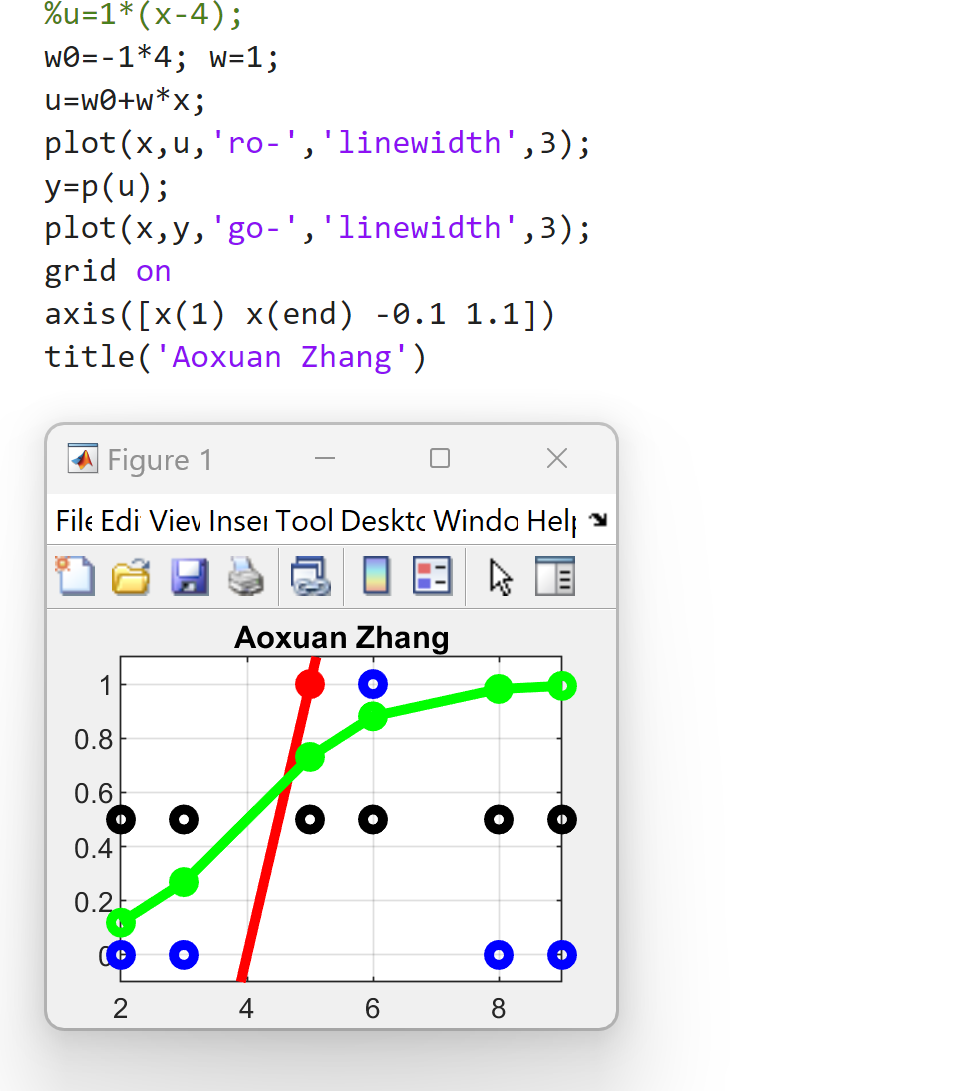 %u=1*(x-4);
w0=-1*4; w=1;
u=w0+w*x;
plot(x,u,'ro-','linewidth',3);
y=p(u);
plot(x,y,'go-','linewidth',3);
grid on
axis([x(1) x(end) -0.1 1.1])
title('Aoxuan Zhang')
Figure 1
File Edi Viev Inser Tool Deskto Windo Help
Aoxuan Zhang
1
0.8
0.6
0.4
0.2
0
2 4 6 8